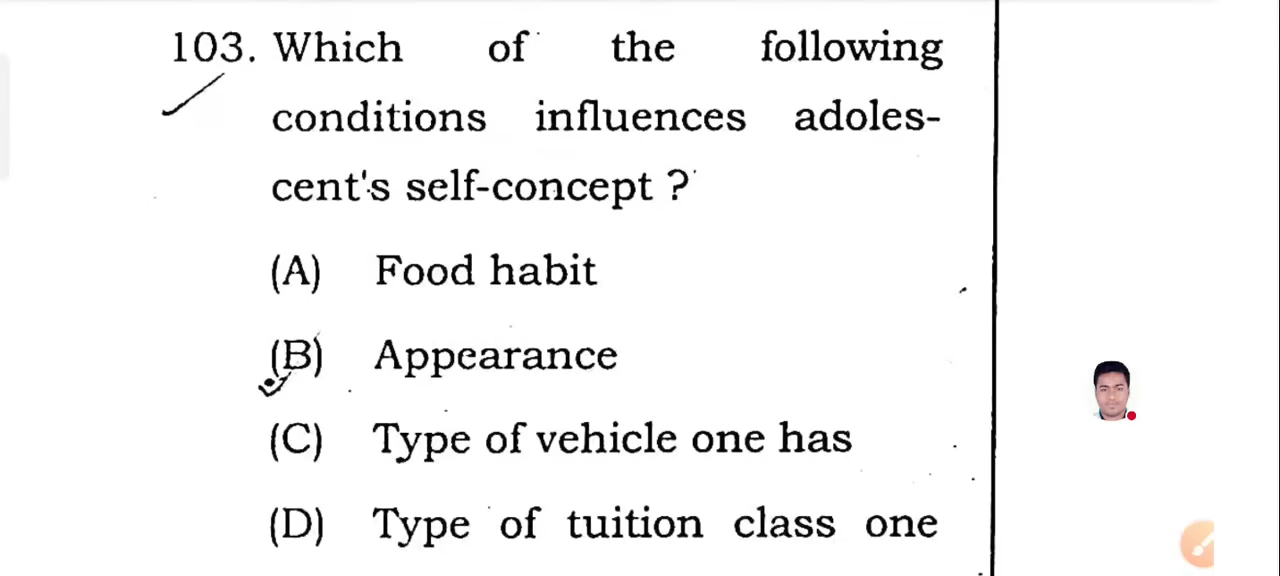 103. Which of the following
conditions influences adoles-
cent's self-concept ?
(A) Food habit
(B) Appearance
(C) Type of vehicle one has
(D) Type of tuition class one